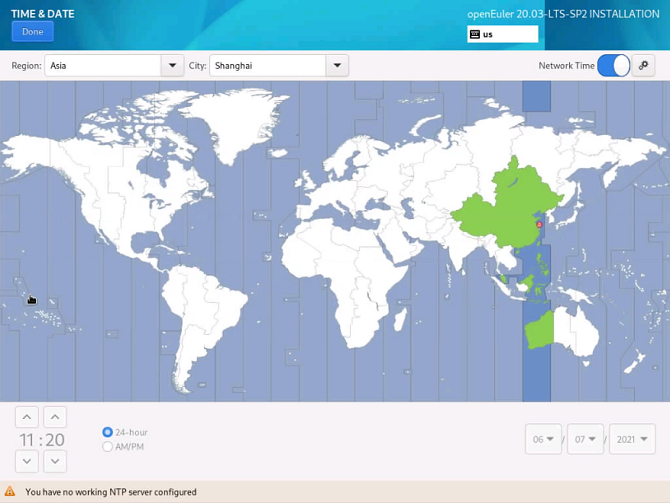 TIME & DATE
openEuler 20.03-LTS-SP2 INSTALLATION
Done
us
Region: Asia City: Shanghai Network Time
11 : 20
24-hour
AM/PM
06 / 07 / 2021
You have no working NTP server configured